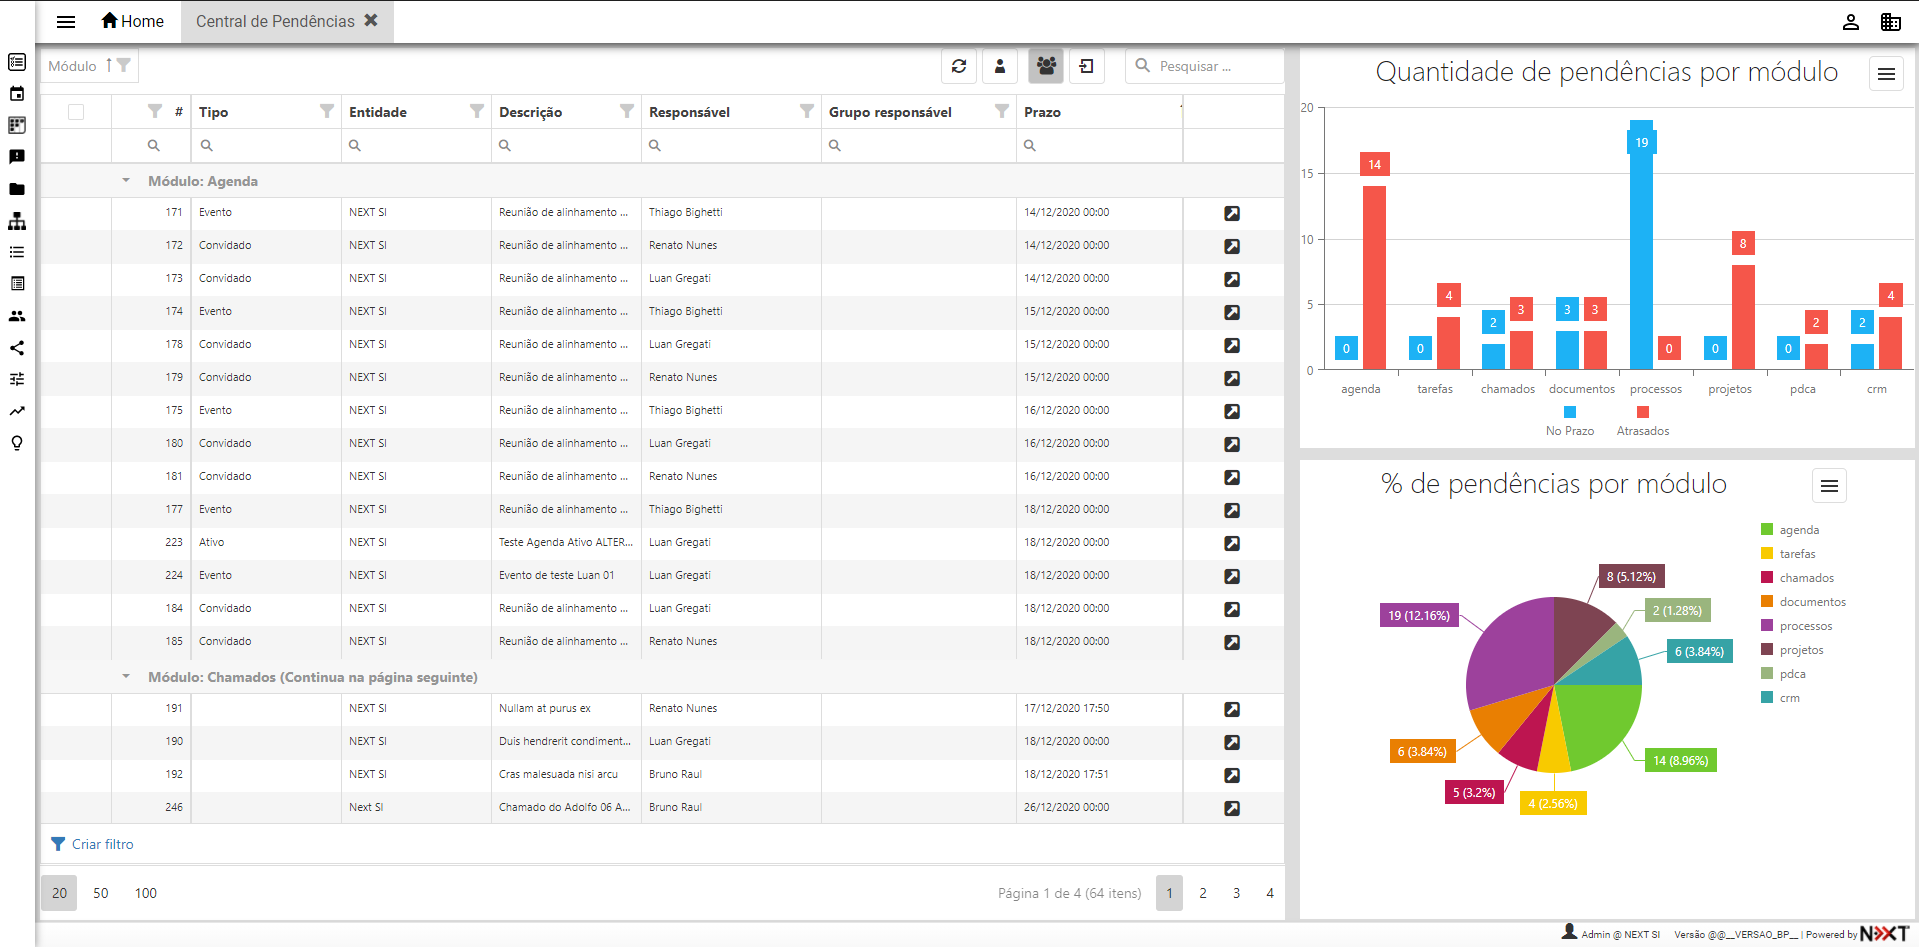 Home
Central de Pendências
Módulo
Pesquisar ...
# Tipo Entidade Descrição Responsável Grupo responsável Prazo
Módulo: Agenda
171 Evento NEXT SI Reunião de alinhamento ... Thiago Bighetti 14/12/2020 00:00
172 Convidado NEXT SI Reunião de alinhamento ... Renato Nunes 14/12/2020 00:00
173 Convidado NEXT SI Reunião de alinhamento ... Luan Gregati 14/12/2020 00:00
174 Evento NEXT SI Reunião de alinhamento ... Thiago Bighetti 15/12/2020 00:00
178 Convidado NEXT SI Reunião de alinhamento ... Luan Gregati 15/12/2020 00:00
179 Convidado NEXT SI Reunião de alinhamento ... Renato Nunes 15/12/2020 00:00
175 Evento NEXT SI Reunião de alinhamento ... Thiago Bighetti 16/12/2020 00:00
180 Convidado NEXT SI Reunião de alinhamento ... Luan Gregati 16/12/2020 00:00
181 Convidado NEXT SI Reunião de alinhamento ... Renato Nunes 16/12/2020 00:00
177 Evento NEXT SI Reunião de alinhamento ... Thiago Bighetti 18/12/2020 00:00
223 Ativo NEXT SI Teste Agenda Ativo ALTER... Luan Gregati 18/12/2020 00:00
224 Evento NEXT SI Evento de teste Luan 01 Luan Gregati 18/12/2020 00:00
184 Convidado NEXT SI Reunião de alinhamento ... Luan Gregati 18/12/2020 00:00
185 Convidado NEXT SI Reunião de alinhamento ... Renato Nunes 18/12/2020 00:00
Módulo: Chamados (Continua na página seguinte)
191 NEXT SI Nullam at purus ex Renato Nunes 17/12/2020 17:50
190 NEXT SI Duis hendrerit condiment... Luan Gregati 18/12/2020 00:00
192 NEXT SI Cras malesuada nisi arcu Bruno Raul 18/12/2020 17:51
246 Next SI Chamado do Adolfo 06 A... Bruno Raul 26/12/2020 00:00
Criar filtro
20 50 100
Página 1 de 4 (64 itens) 1 2 3 4
Quantidade de pendências por módulo
20
15
10
5
0
0 14 0 4 2 3 3 3 19 0 0 8 0 2 2 4
agenda tarefas chamados documentos processos projetos pdca crm
No Prazo Atrasados
% de pendências por módulo
agenda
tarefas
chamados
documentos
processos
projetos
pdca
crm
8 (5.12%)
2 (1.28%)
19 (12.16%)
6 (3.84%)
6 (3.84%)
14 (8.96%)
5 (3.2%)
4 (2.56%)
Admin @ NEXT SI Versão @@__VERSAO_BP__ | Powered by NEXT